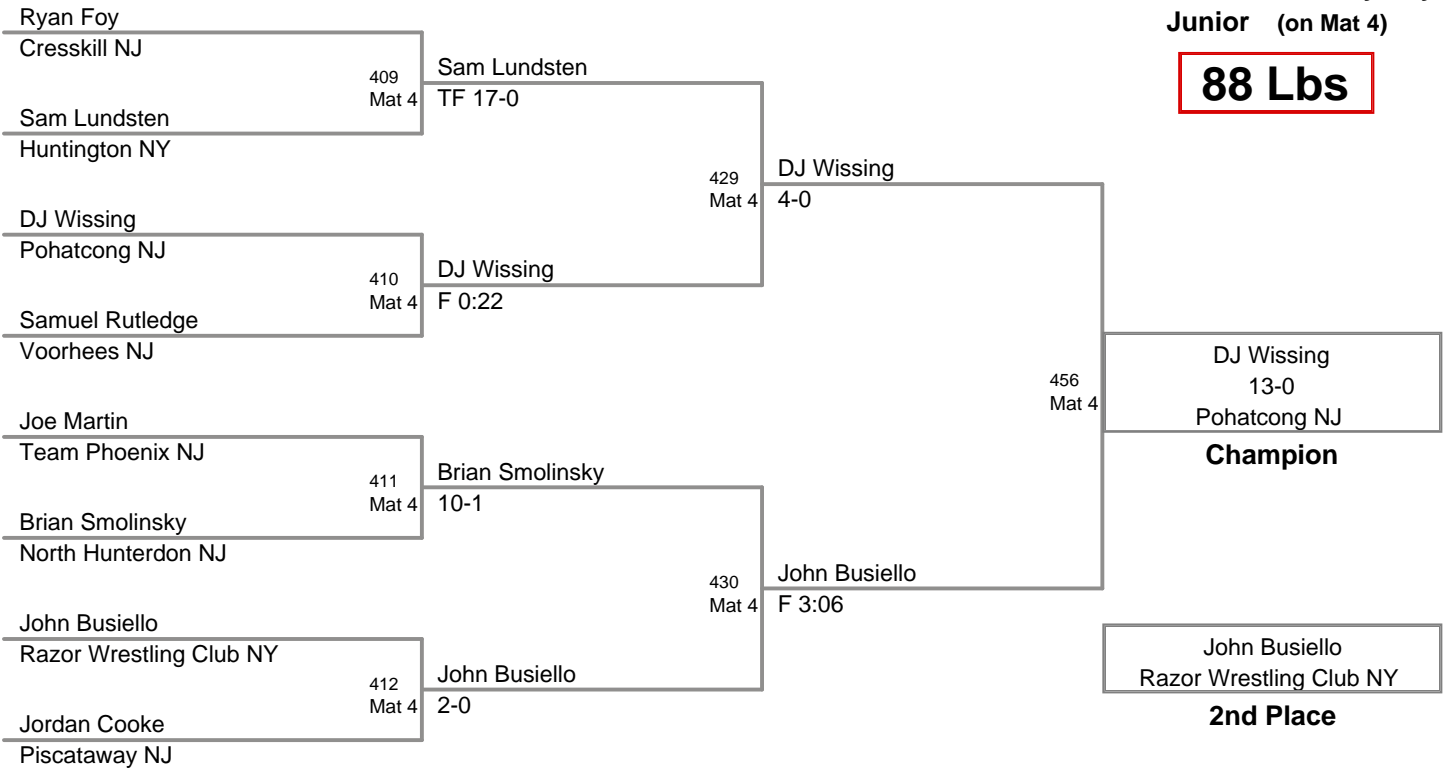 Junior (on Mat 4)
88 Lbs
Ryan Foy
Cresskill NJ
409
Mat 4
Sam Lundsten
TF 17-0
Sam Lundsten
Huntington NY
429
Mat 4
DJ Wissing
4-0
DJ Wissing
Pohatcong NJ
410
Mat 4
DJ Wissing
F 0:22
Samuel Rutledge
Voorhees NJ
456
Mat 4
DJ Wissing
13-0
Pohatcong NJ
Champion
Joe Martin
Team Phoenix NJ
411
Mat 4
Brian Smolinsky
10-1
Brian Smolinsky
North Hunterdon NJ
430
Mat 4
John Busiello
F 3:06
John Busiello
Razor Wrestling Club NY
412
Mat 4
John Busiello
2-0
Jordan Cooke
Piscataway NJ
John Busiello
Razor Wrestling Club NY
2nd Place